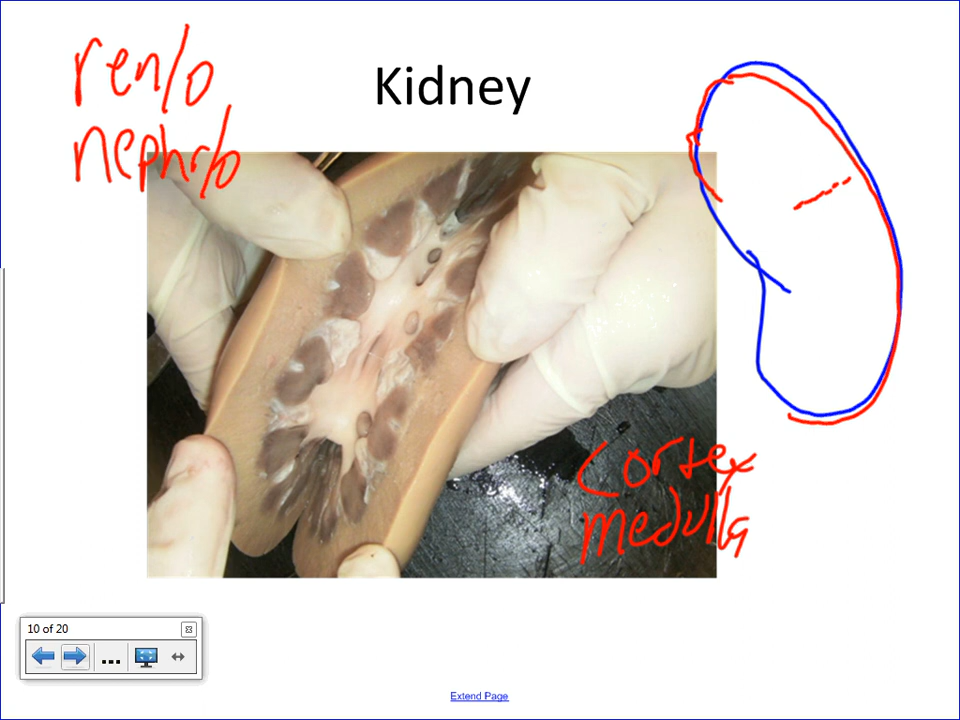 ren/o
Kidney
nephr/o
cortex
medulla
10 of 20
...
Extend Page